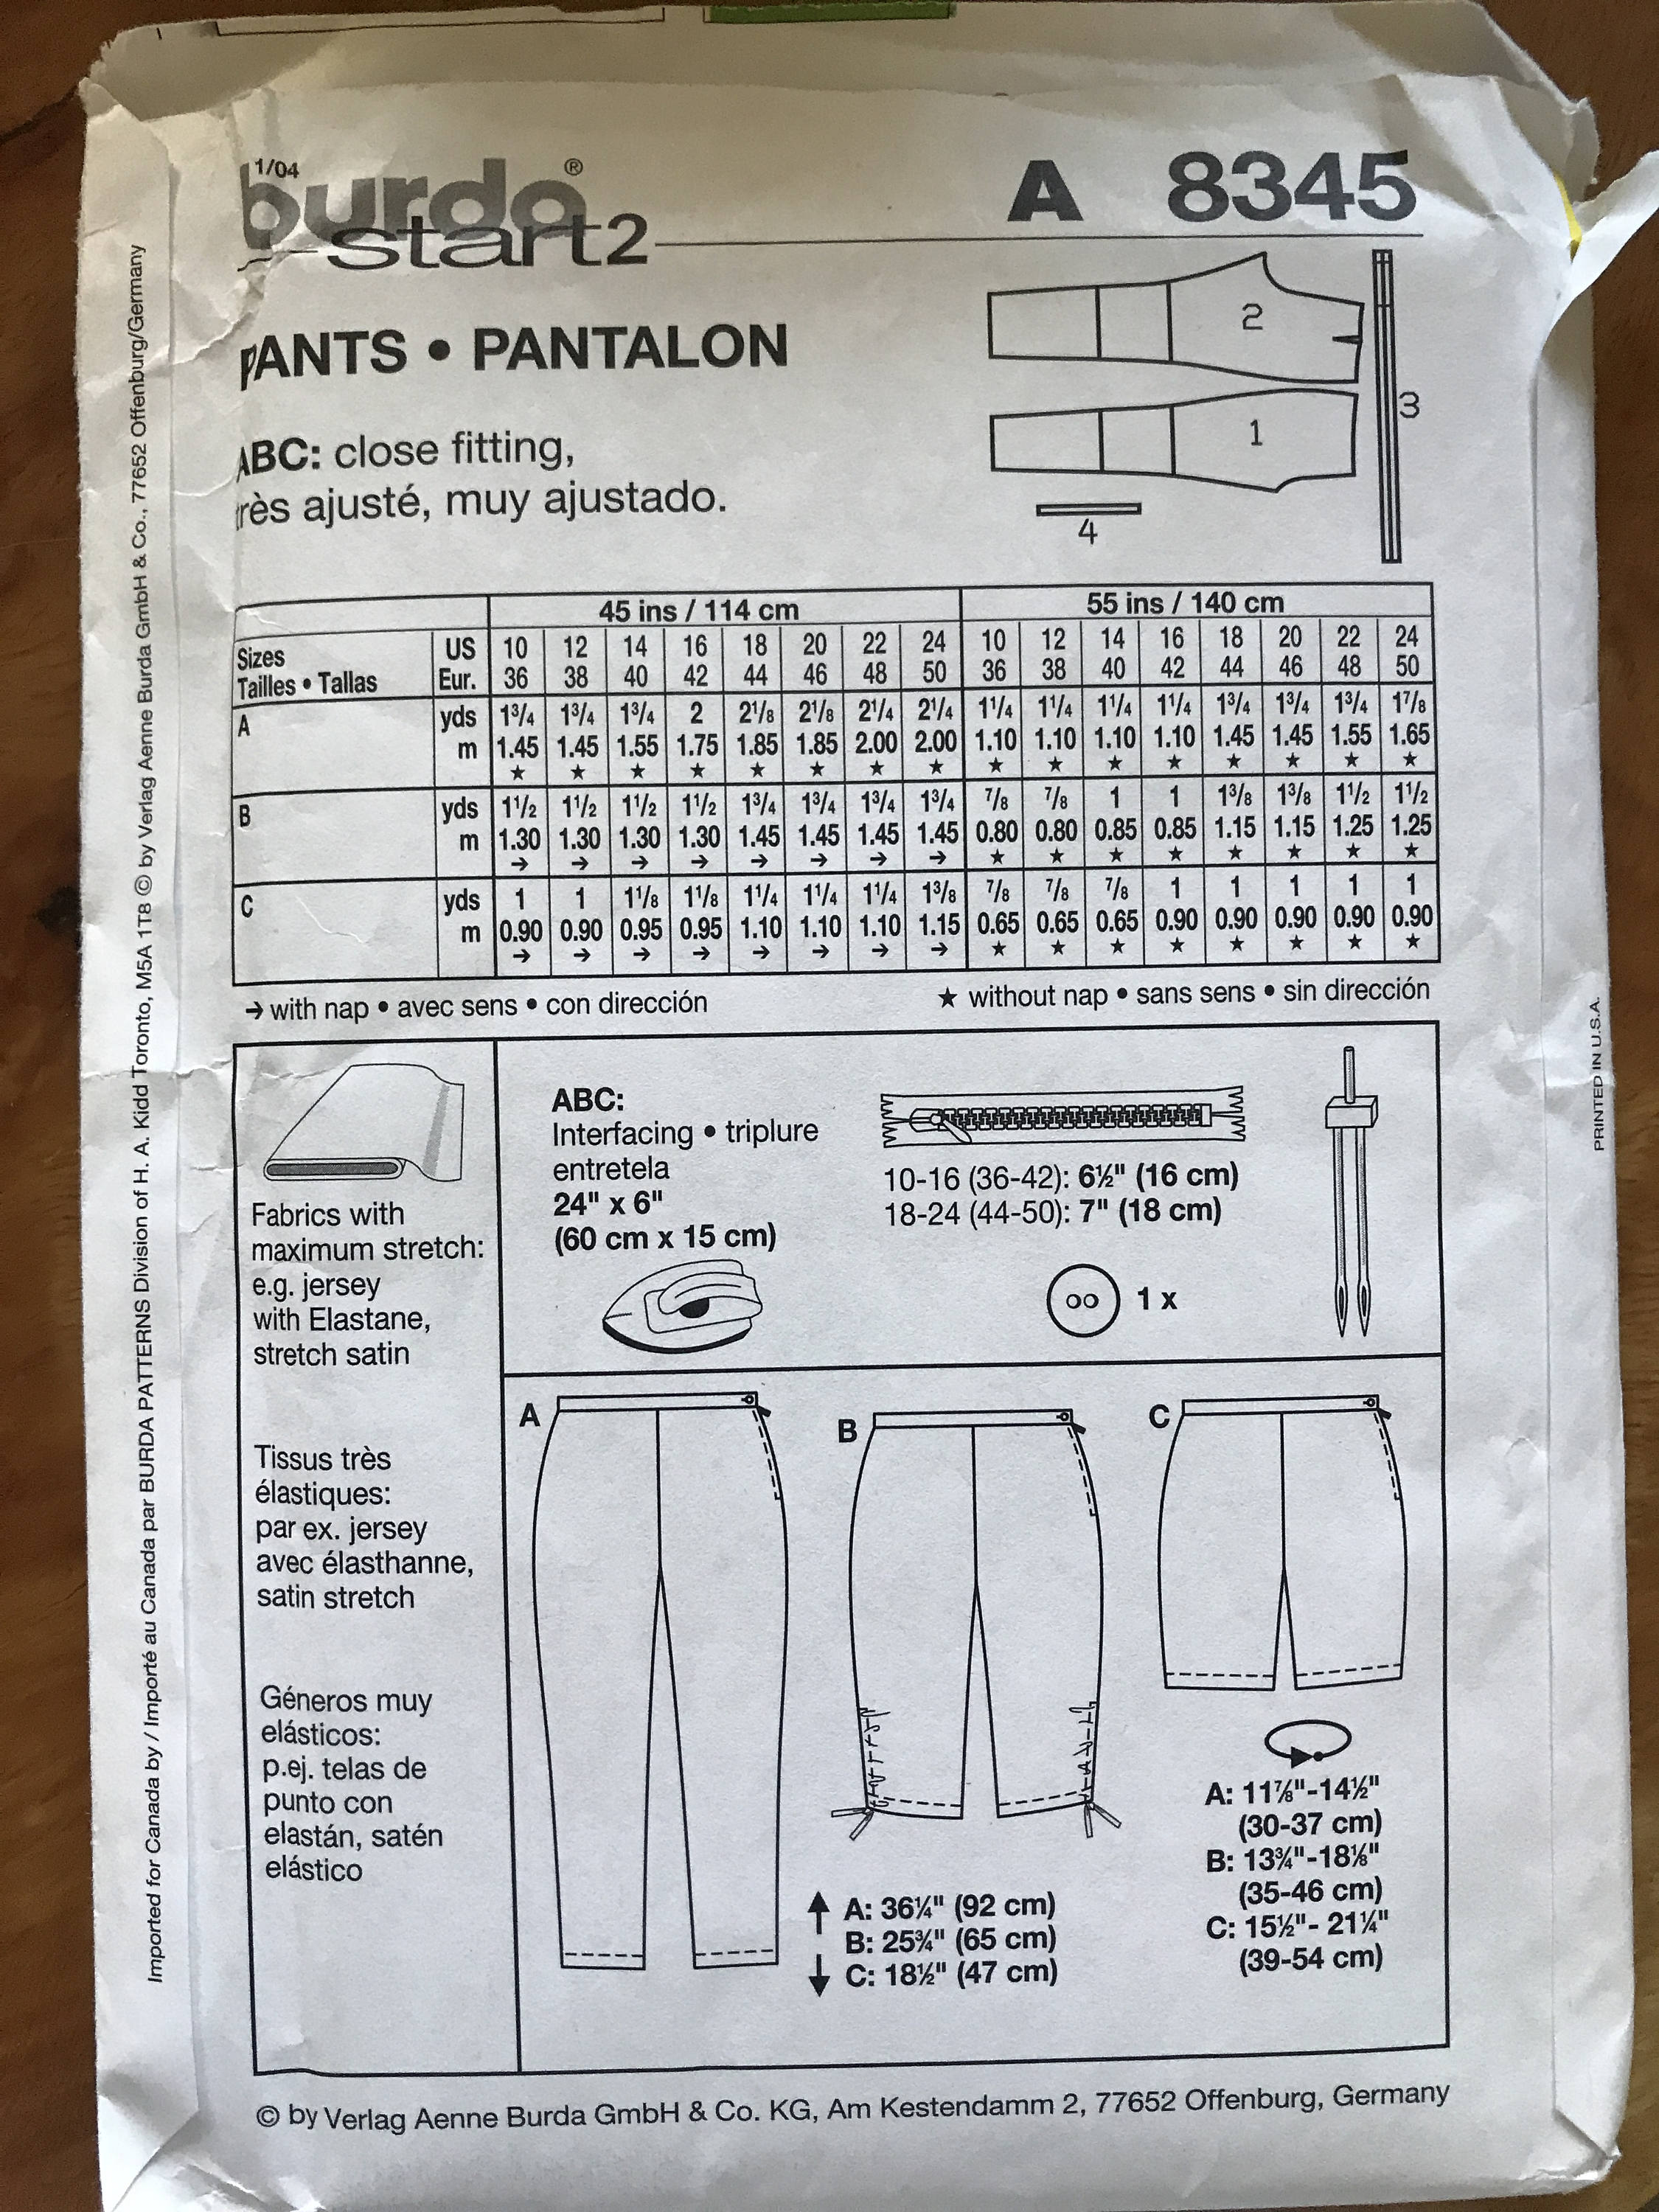 1/04
burda®
start2
A 8345
PANTS • PANTALON
ABC: close fitting,
très ajusté, muy ajustado.
2
1
3
4
45 ins / 114 cm 55 ins / 140 cm
Sizes US 10 12 14 16 18 20 22 24 10 12 14 16 18 20 22 24
Tailles • Tallas Eur. 36 38 40 42 44 46 48 50 36 38 40 42 44 46 48 50
A yds 1¾ 1¾ 1¾ 2 2⅛ 2⅛ 2¼ 2¼ 1¼ 1¼ 1¼ 1¼ 1¾ 1¾ 1¾ 1⅞
m 1.45 1.45 1.55 1.75 1.85 1.85 2.00 2.00 1.10 1.10 1.10 1.10 1.45 1.45 1.55 1.65
★ ★ ★ ★ ★ ★ ★ ★ ★ ★ ★ ★ ★ ★ ★ ★
B yds 1½ 1½ 1½ 1½ 1¾ 1¾ 1¾ 1¾ ⅞ ⅞ 1 1 1⅜ 1⅜ 1½ 1½
m 1.30 1.30 1.30 1.30 1.45 1.45 1.45 1.45 0.80 0.80 0.85 0.85 1.15 1.15 1.25 1.25
→ → → → → → → → ★ ★ ★ ★ ★ ★ ★ ★
C yds 1 1 1⅛ 1⅛ 1¼ 1¼ 1¼ 1⅜ ⅞ ⅞ ⅞ 1 1 1 1 1
m 0.90 0.90 0.95 0.95 1.10 1.10 1.10 1.15 0.65 0.65 0.65 0.90 0.90 0.90 0.90 0.90
→ → → → → → → → ★ ★ ★ ★ ★ ★ ★ ★
→ with nap • avec sens • con dirección ★ without nap • sans sens • sin dirección
Fabrics with
maximum stretch:
e.g. jersey
with Elastane,
stretch satin
Tissus très
élastiques:
par ex. jersey
avec élasthanne,
satin stretch
Géneros muy
elásticos:
p.ej. telas de
punto con
elastán, satén
elástico
ABC:
Interfacing • triplure
entretela
24" x 6"
(60 cm x 15 cm)
10-16 (36-42): 6½" (16 cm)
18-24 (44-50): 7" (18 cm)
1 x
A
B
C
A: 36¼" (92 cm)
B: 25¾" (65 cm)
C: 18½" (47 cm)
A: 11⅞"-14½"
(30-37 cm)
B: 13¾"-18⅛"
(35-46 cm)
C: 15½"- 21¼"
(39-54 cm)
© by Verlag Aenne Burda GmbH & Co. KG, Am Kestendamm 2, 77652 Offenburg, Germany
Imported for Canada by / Importé au Canada par BURDA PATTERNS Division of H. A. Kidd Toronto, M5A 1T8 © by Verlag Aenne Burda GmbH & Co., 77652 Offenburg/Germany
PRINTED IN U.S.A.